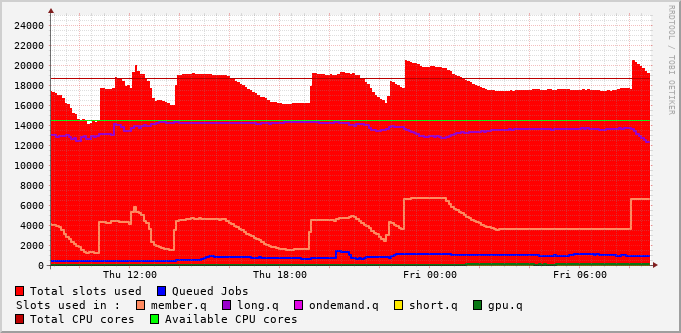 24000
22000
20000
18000
16000
14000
12000
10000
8000
6000
4000
2000
0
Thu 12:00 Thu 18:00 Fri 00:00 Fri 06:00
Total slots used Queued Jobs
Slots used in : member.q long.q ondemand.q short.q gpu.q
Total CPU cores Available CPU cores
RRDTOOL / TOBI OETIKER